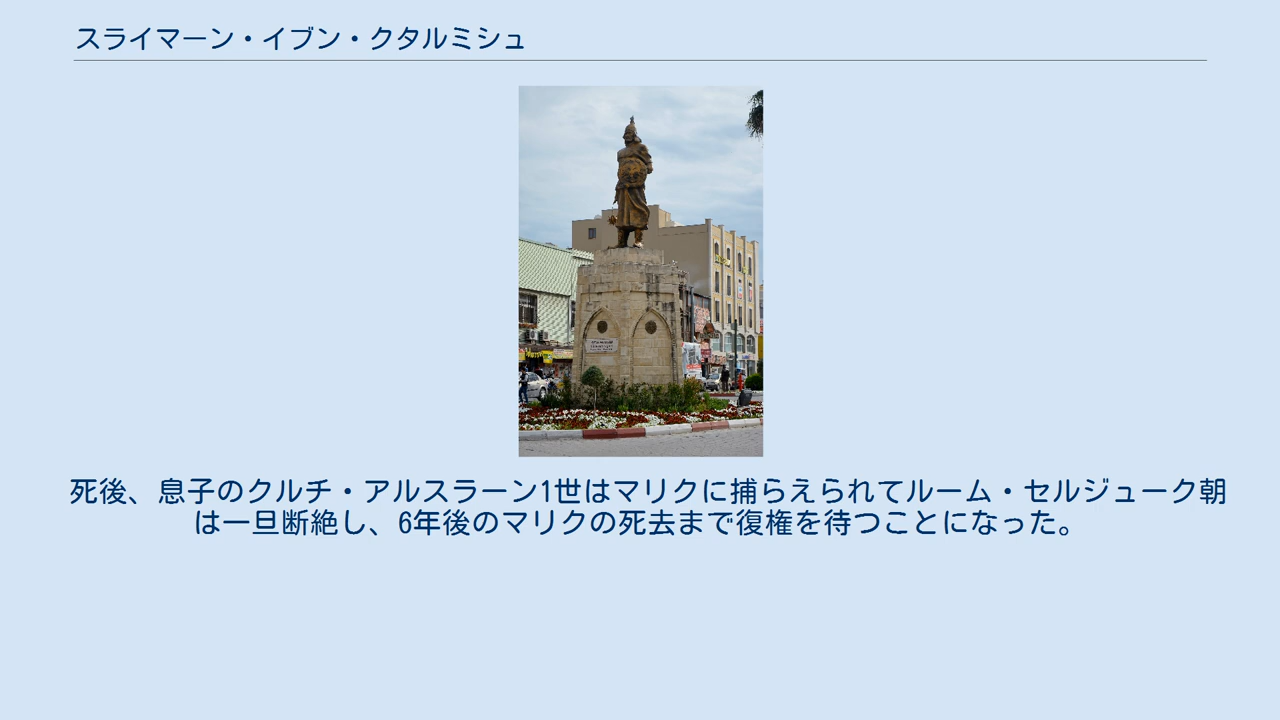 スライマーン・イブン・クタルミシュ
死後、息子のクルチ・アルスラーン1世はマリクに捕らえられてルーム・セルジューク朝
は一旦断絶し、6年後のマリクの死去まで復権を待つことになった。